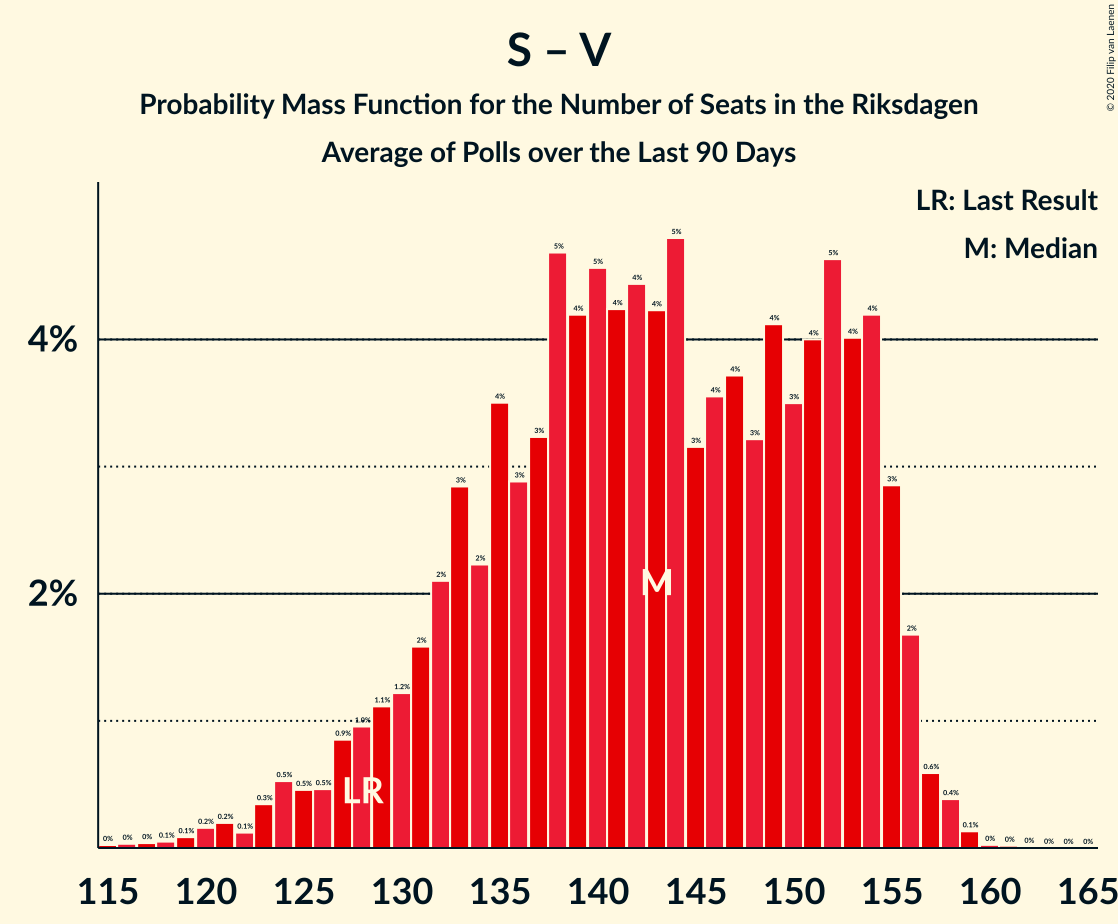 S – V
Probability Mass Function for the Number of Seats in the Riksdagen
Average of Polls over the Last 90 Days
© 2020 Filip van Laenen
LR: Last Result
M: Median
4%
2%
0% 0% 0% 0.1% 0.1% 0.2% 0.2% 0.1% 0.3% 0.5% 0.5% 0.5% 0.9% 1.0% 1.1% 1.2% 2% 2% 3% 2% 4% 3% 3% 5% 4% 5% 4% 4% 4% 5% 3% 4% 4% 3% 4% 3% 4% 5% 4% 4% 3% 2% 0.6% 0.4% 0.1% 0% 0% 0% 0% 0% 0%
M
LR
115 120 125 130 135 140 145 150 155 160 165